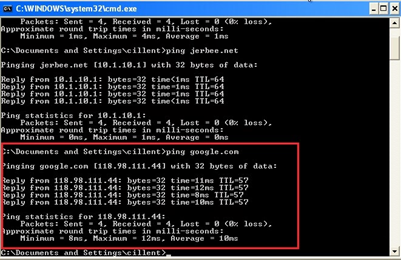 C:\WINDOWS\system32\cmd.exe
Packets: Sent = 4, Received = 4, Lost = 0 (0% loss),
Approximate round trip times in milli-seconds:
Minimum = 1ms, Maximum = 4ms, Average = 1ms
C:\Documents and Settings\cillent>ping jerbee.net
Pinging jerbee.net [10.1.10.1] with 32 bytes of data:
Reply from 10.1.10.1: bytes=32 time<1ms TTL=64
Reply from 10.1.10.1: bytes=32 time=1ms TTL=64
Reply from 10.1.10.1: bytes=32 time=1ms TTL=64
Reply from 10.1.10.1: bytes=32 time<1ms TTL=64
Ping statistics for 10.1.10.1:
Packets: Sent = 4, Received = 4, Lost = 0 (0% loss),
Approximate round trip times in milli-seconds:
Minimum = 0ms, Maximum = 1ms, Average = 0ms
C:\Documents and Settings\cillent>ping google.com
Pinging google.com [118.98.111.44] with 32 bytes of data:
Reply from 118.98.111.44: bytes=32 time=11ms TTL=57
Reply from 118.98.111.44: bytes=32 time=12ms TTL=57
Reply from 118.98.111.44: bytes=32 time=8ms TTL=57
Reply from 118.98.111.44: bytes=32 time=10ms TTL=57
Ping statistics for 118.98.111.44:
Packets: Sent = 4, Received = 4, Lost = 0 (0% loss),
Approximate round trip times in milli-seconds:
Minimum = 8ms, Maximum = 12ms, Average = 10ms
C:\Documents and Settings\cillent>_